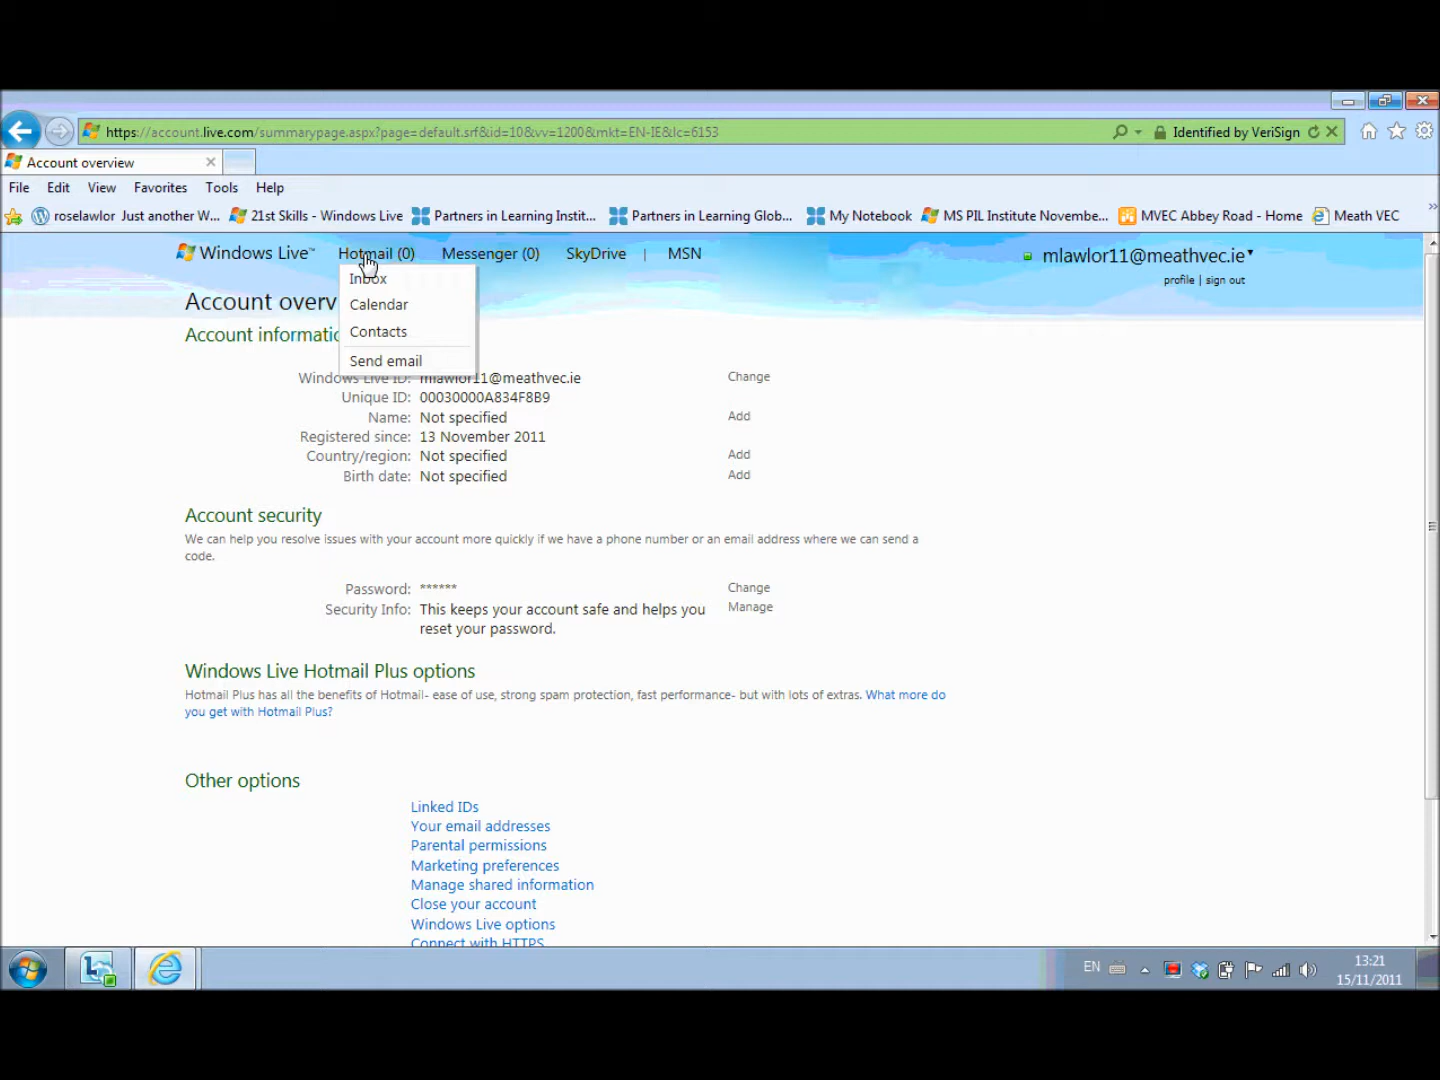 https://account.live.com/summarypage.aspx?page=default.srf&id=10&vv=1200&mkt=EN-IE&lc=6153
Identified by VeriSign
Account overview
File Edit View Favorites Tools Help
roselawlor Just another W... 21st Skills - Windows Live Partners in Learning Instit... Partners in Learning Glob... My Notebook MS PIL Institute Novembe... MVEC Abbey Road - Home Meath VEC
Windows Live™ Hotmail (0) Messenger (0) SkyDrive | MSN mlawlor11@meathvec.ie
profile | sign out
Inbox
Calendar
Contacts
Send email
Account overv
Account informatio
Windows Live ID: mlawlor11@meathvec.ie Change
Unique ID: 00030000A834F8B9
Name: Not specified Add
Registered since: 13 November 2011
Country/region: Not specified Add
Birth date: Not specified Add
Account security
We can help you resolve issues with your account more quickly if we have a phone number or an email address where we can send a
code.
Password: ****** Change
Security Info: This keeps your account safe and helps you Manage
reset your password.
Windows Live Hotmail Plus options
Hotmail Plus has all the benefits of Hotmail- ease of use, strong spam protection, fast performance- but with lots of extras. What more do
you get with Hotmail Plus?
Other options
Linked IDs
Your email addresses
Parental permissions
Marketing preferences
Manage shared information
Close your account
Windows Live options
Connect with HTTPS
EN
13:21
15/11/2011